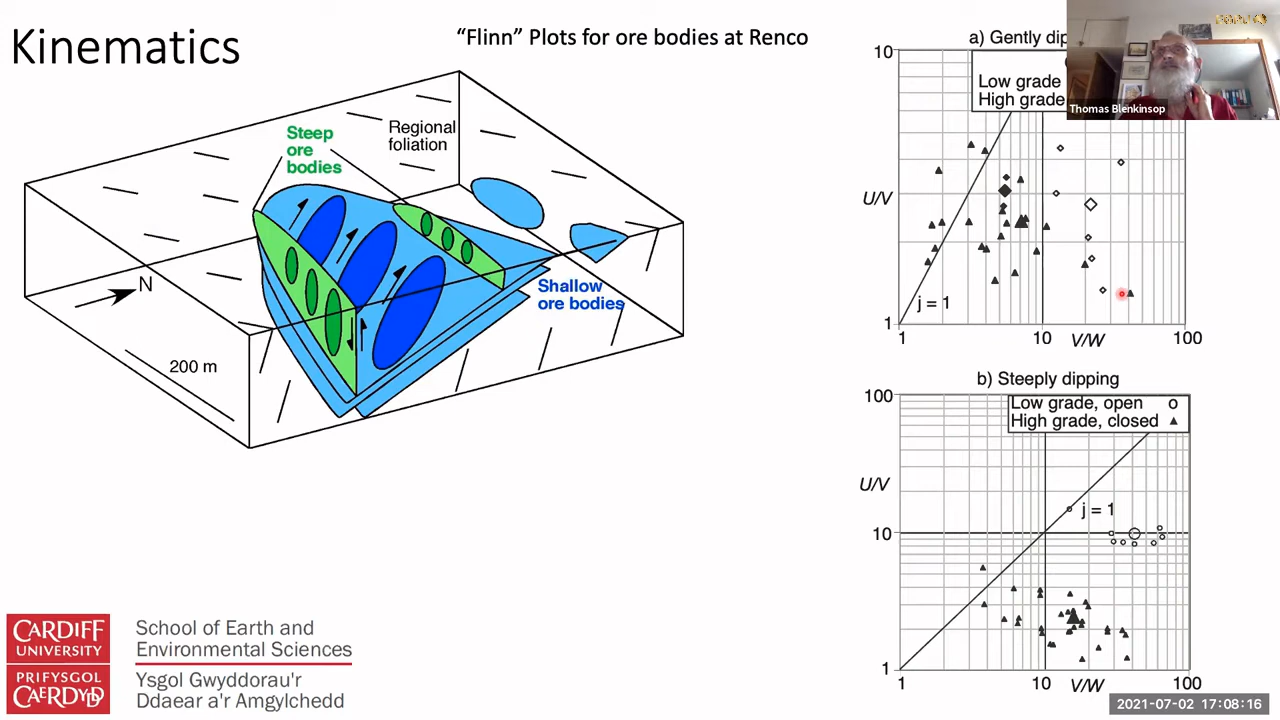 Kinematics
“Flinn” Plots for ore bodies at Renco
Steep
ore
bodies
Regional
foliation
Shallow
ore bodies
N
200 m
a) Gently
Low grade
High grade
10
U/V
j = 1
1
1
10
V/W
100
Thomas Blenkinsop
b) Steeply dipping
100
Low grade, open
High grade, closed
U/V
j = 1
10
1
1
10
V/W
100
CARDIFF
UNIVERSITY
PRIFYSGOL
CAERDYDD
School of Earth and
Environmental Sciences
Ysgol Gwyddorau'r
Ddaear a'r Amgylchedd
2021-07-02 17:08:16